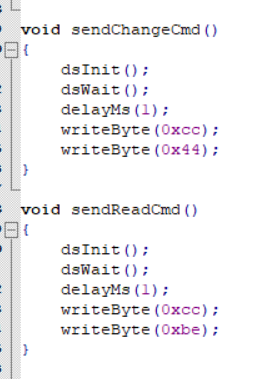 void sendChangeCmd()
{
dsInit();
dsWait();
delayMs(1);
writeByte(0xcc);
writeByte(0x44);
}
void sendReadCmd()
{
dsInit();
dsWait();
delayMs(1);
writeByte(0xcc);
writeByte(0xbe);
}